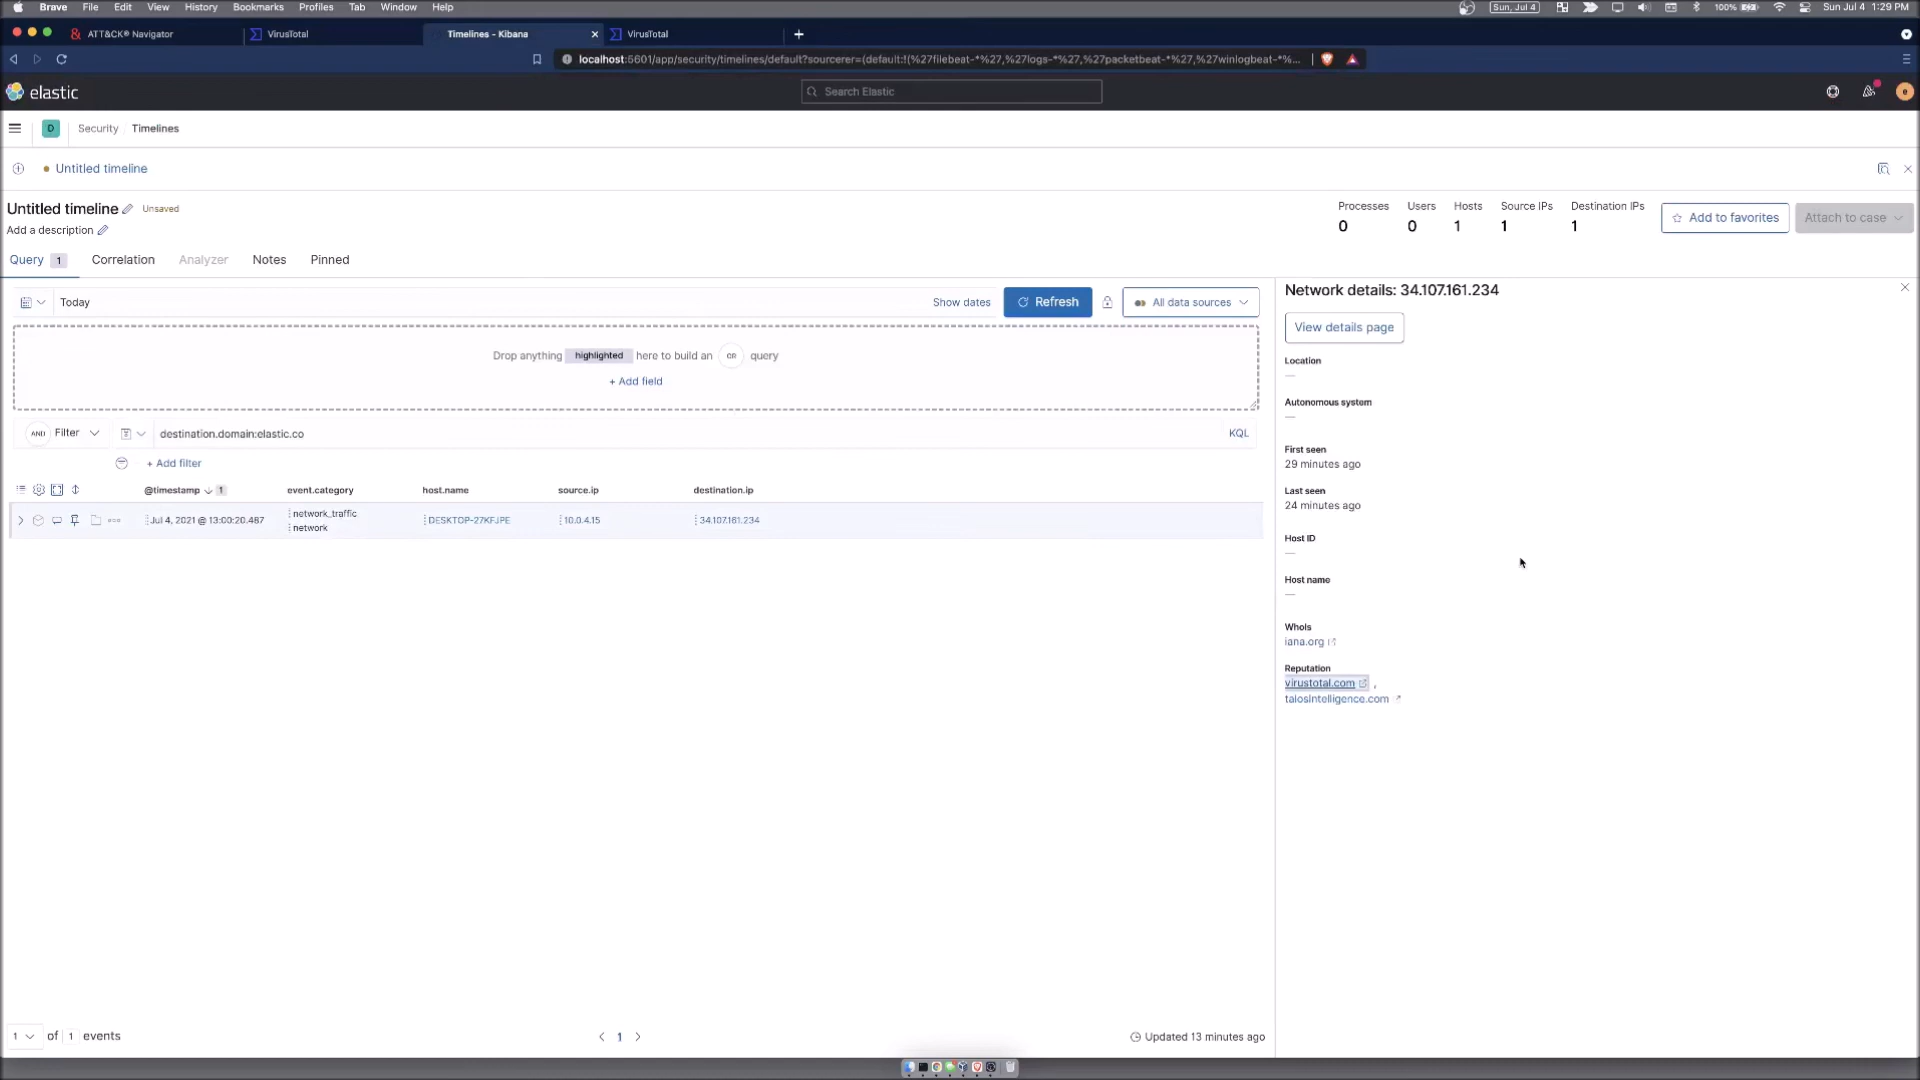 Brave File Edit View History Bookmarks Profiles Tab Window Help
Sun, Jul 4
100%
Sun Jul 4 1:29 PM
ATT&CK® Navigator
VirusTotal
Timelines - Kibana
VirusTotal
localhost:5601/app/security/timelines/default?sourcerer=(default:!(%27filebeat-*%27,%27logs-*%27,%27packetbeat-*%27,%27winlogbeat-*%...
elastic
Search Elastic
e
D Security Timelines
Untitled timeline
Untitled timeline Unsaved
Add a description
Processes Users Hosts Source IPs Destination IPs
0 0 1 1 1
Add to favorites
Attach to case
Query 1 Correlation Analyzer Notes Pinned
Today
Show dates
Refresh
All data sources
Drop anything highlighted here to build an OR query
+ Add field
AND Filter
destination.domain:elastic.co
KQL
+ Add filter
@timestamp 1 event.category host.name source.ip destination.ip
Jul 4, 2021 @ 13:00:20.487
network_traffic
network
DESKTOP-27KFJPE
10.0.4.15
34.107.161.234
1 of 1 events
1
Updated 13 minutes ago
Network details: 34.107.161.234
View details page
Location
—
Autonomous system
—
First seen
29 minutes ago
Last seen
24 minutes ago
Host ID
—
Host name
—
WhoIs
iana.org
Reputation
virustotal.com ,
talosIntelligence.com